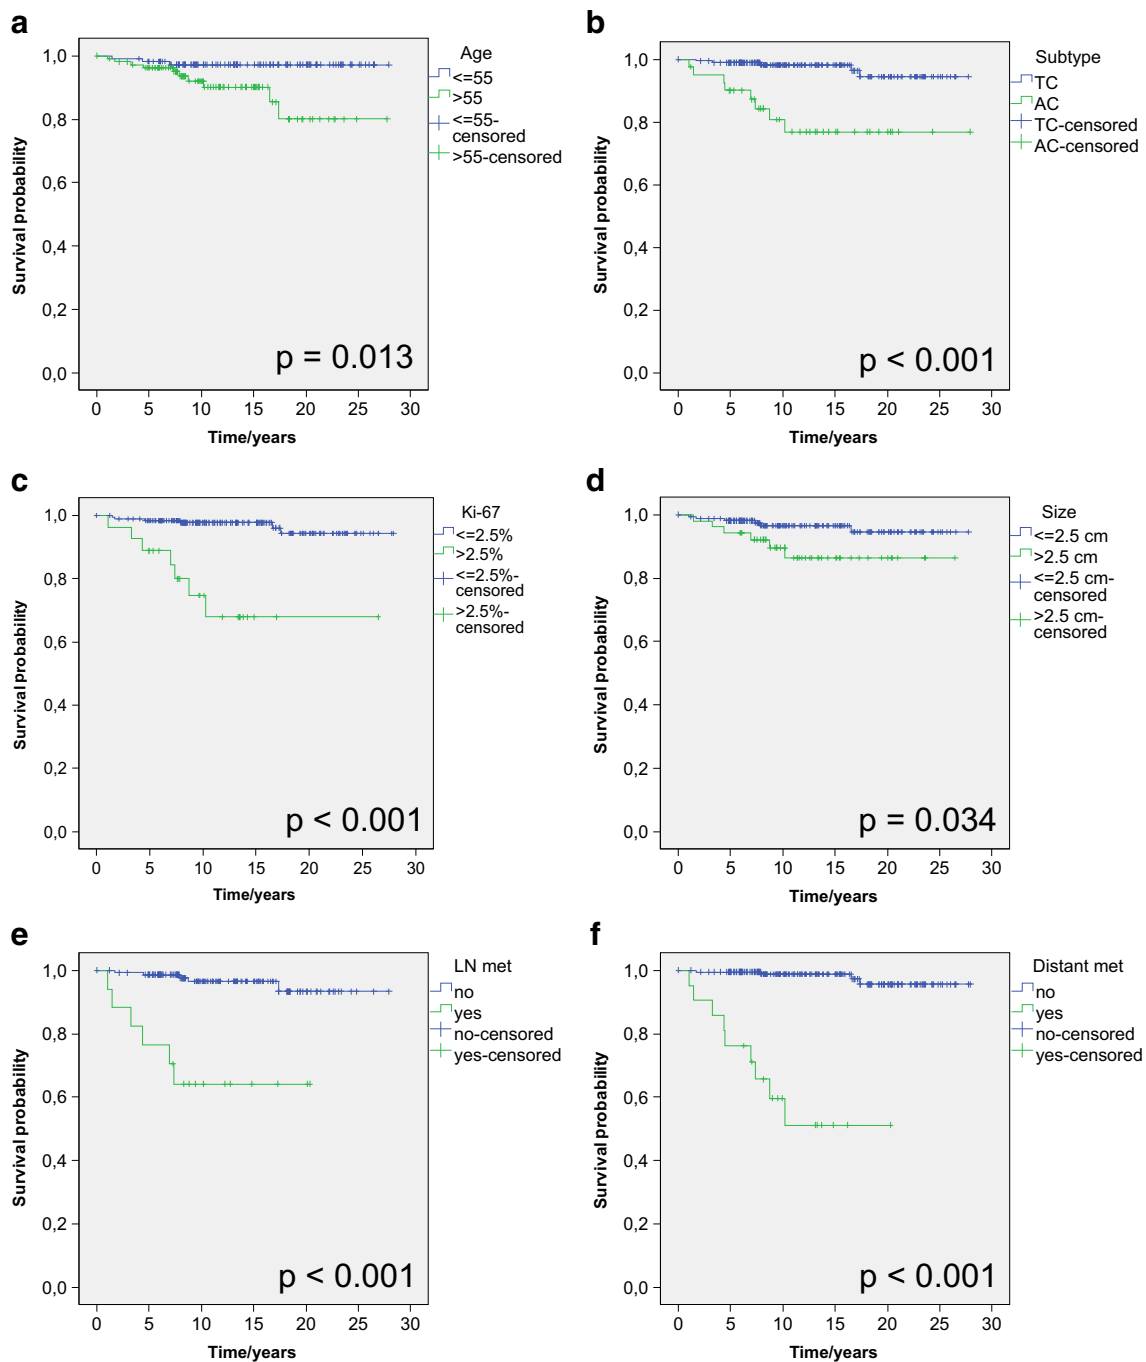 a
Age
<=55
>55
<=55-
censored
>55-censored
1,0
0,8
0,6
0,4
0,2
0,0
Survival probability
p = 0.013
0 5 10 15 20 25 30
Time/years
b
Subtype
TC
AC
TC-censored
AC-censored
1,0
0,8
0,6
0,4
0,2
0,0
Survival probability
p < 0.001
0 5 10 15 20 25 30
Time/years
c
Ki-67
<=2.5%
>2.5%
<=2.5%-
censored
>2.5%-
censored
1,0
0,8
0,6
0,4
0,2
0,0
Survival probability
p < 0.001
0 5 10 15 20 25 30
Time/years
d
Size
<=2.5 cm
>2.5 cm
<=2.5 cm-
censored
>2.5 cm-
censored
1,0
0,8
0,6
0,4
0,2
0,0
Survival probability
p = 0.034
0 5 10 15 20 25 30
Time/years
e
LN met
no
yes
no-censored
yes-censored
1,0
0,8
0,6
0,4
0,2
0,0
Survival probability
p < 0.001
0 5 10 15 20 25 30
Time/years
f
Distant met
no
yes
no-censored
yes-censored
1,0
0,8
0,6
0,4
0,2
0,0
Survival probability
p < 0.001
0 5 10 15 20 25 30
Time/years